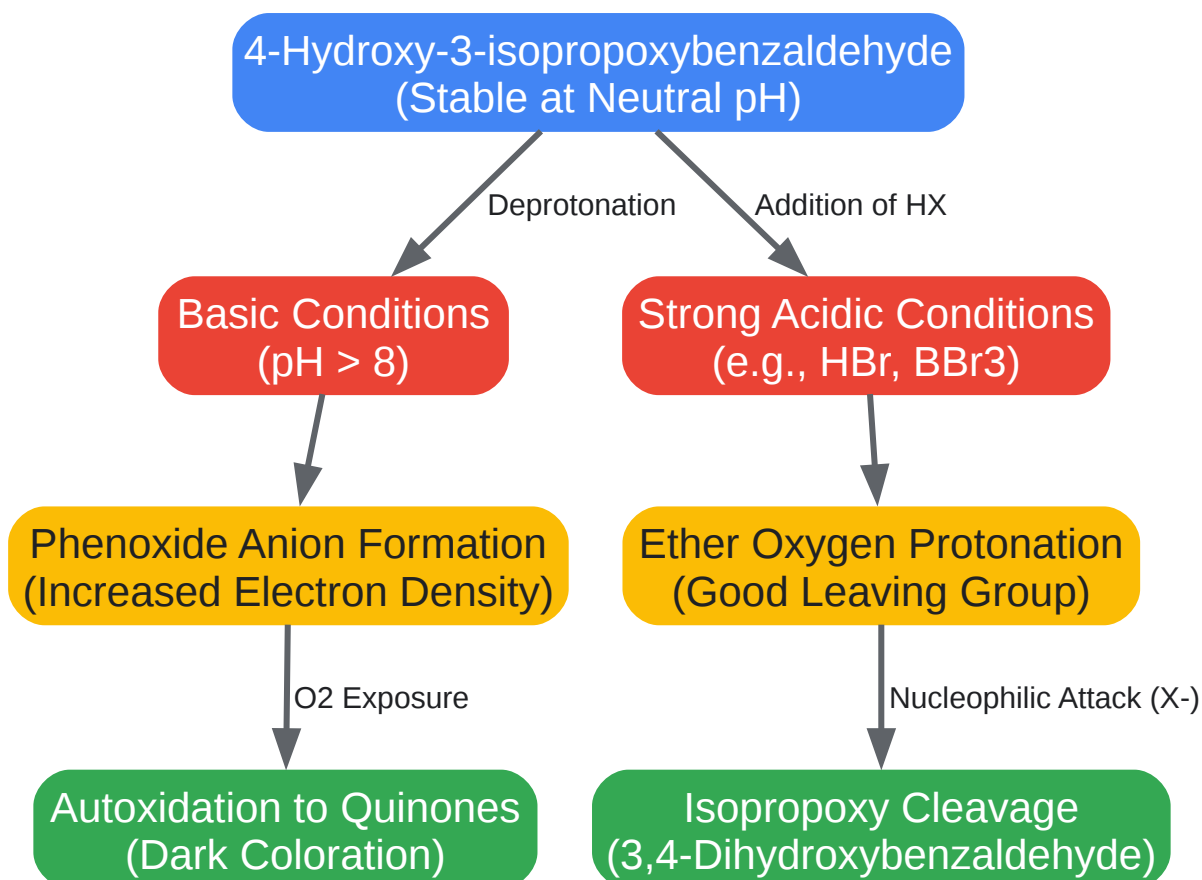 4-Hydroxy-3-isopropoxybenzaldehyde
(Stable at Neutral pH)
Deprotonation
Addition of HX
Basic Conditions
(pH > 8)
Strong Acidic Conditions
(e.g., HBr, BBr3)
Phenoxide Anion Formation
(Increased Electron Density)
Ether Oxygen Protonation
(Good Leaving Group)
O2 Exposure
Nucleophilic Attack (X-)
Autoxidation to Quinones
(Dark Coloration)
Isopropoxy Cleavage
(3,4-Dihydroxybenzaldehyde)